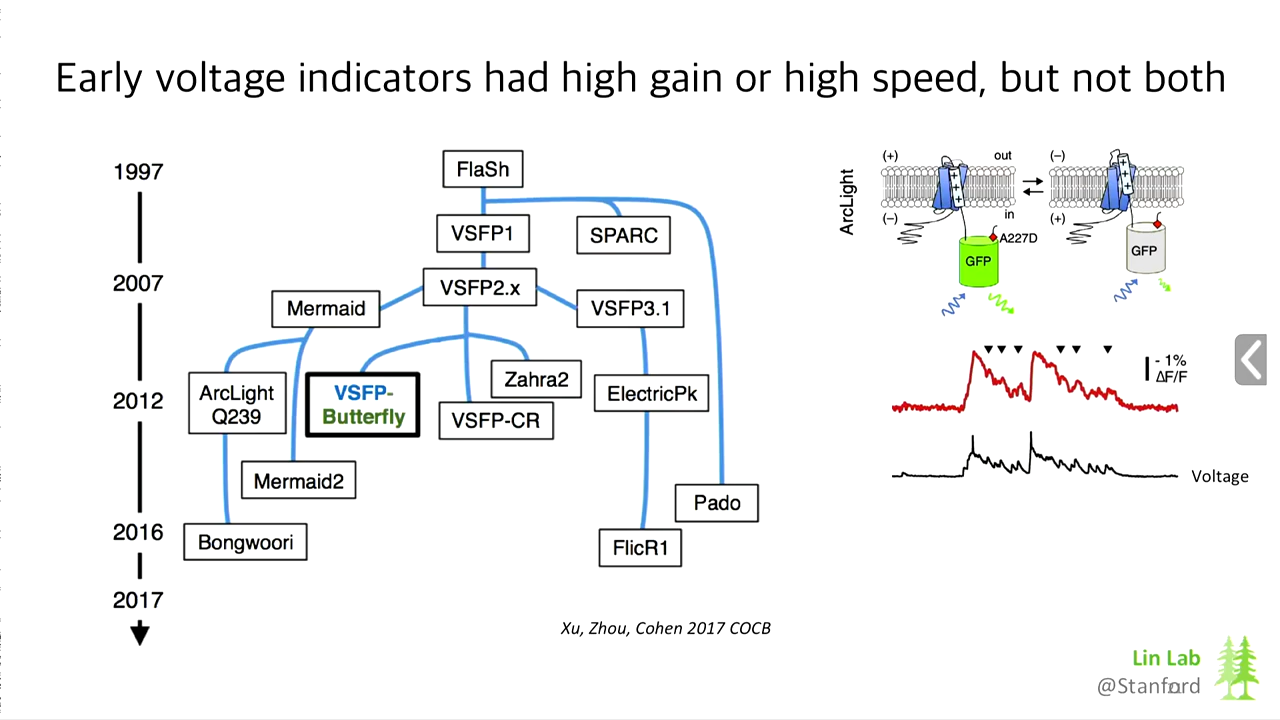 Early voltage indicators had high gain or high speed, but not both
1997
2007
2012
2016
2017
FlaSh
VSFP1
SPARC
VSFP2.x
Mermaid
VSFP3.1
ArcLight
Q239
VSFP-
Butterfly
Zahra2
VSFP-CR
ElectricPk
Mermaid2
Pado
Bongwoori
FlicR1
Xu, Zhou, Cohen 2017 COCB
ArcLight
(+)
out
(–)
(–)
in
(+)
+
+
+
+
+
+
A227D
GFP
GFP
- 1%
ΔF/F
Voltage
Lin Lab
@Stanford